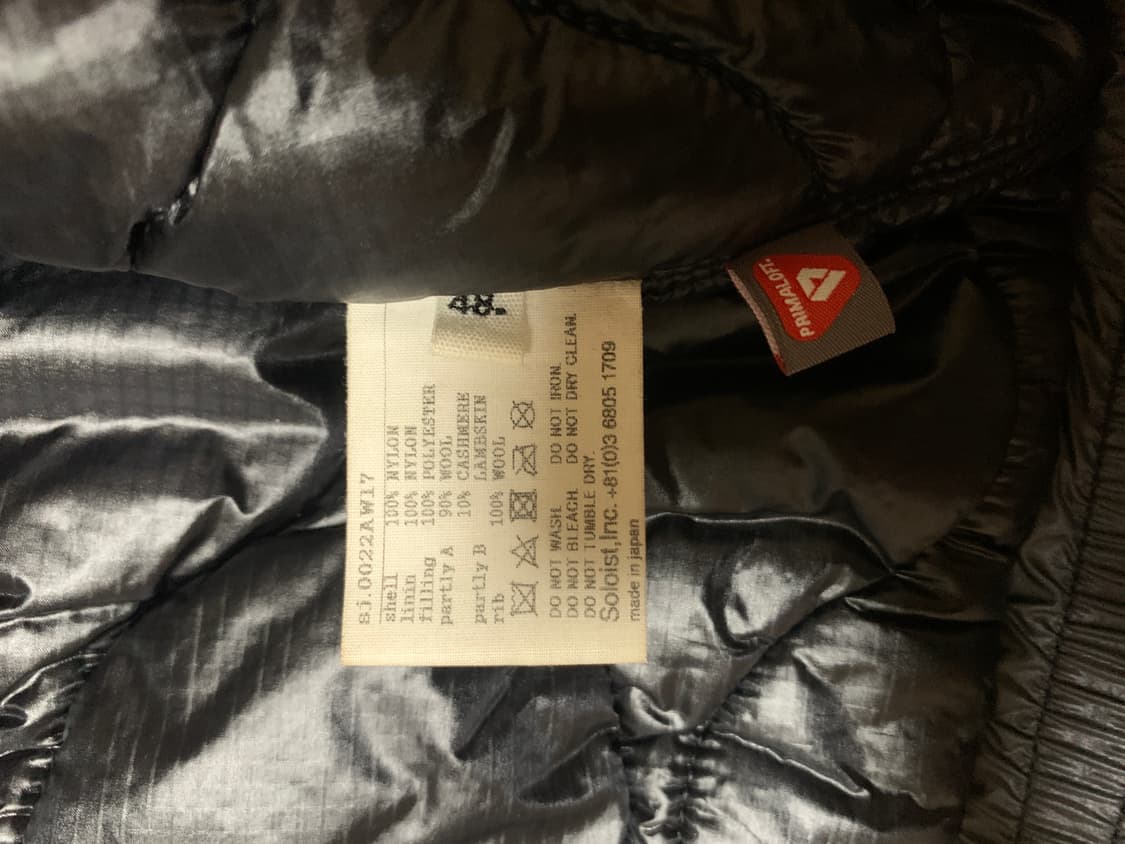 sj.0022AW17
shell 100% NYLON
linin 100% NYLON
filling 100% POLYESTER
partly A 90% WOOL
10% CASHMERE
partly B LAMBSKIN
rib 100% WOOL
DO NOT WASH. DO NOT IRON.
DO NOT BLEACH. DO NOT DRY CLEAN.
DO NOT TUMBLE DRY.
Soloist,Inc. +81(0)3 6805 1709
made in japan
48.
PRIMALOFT